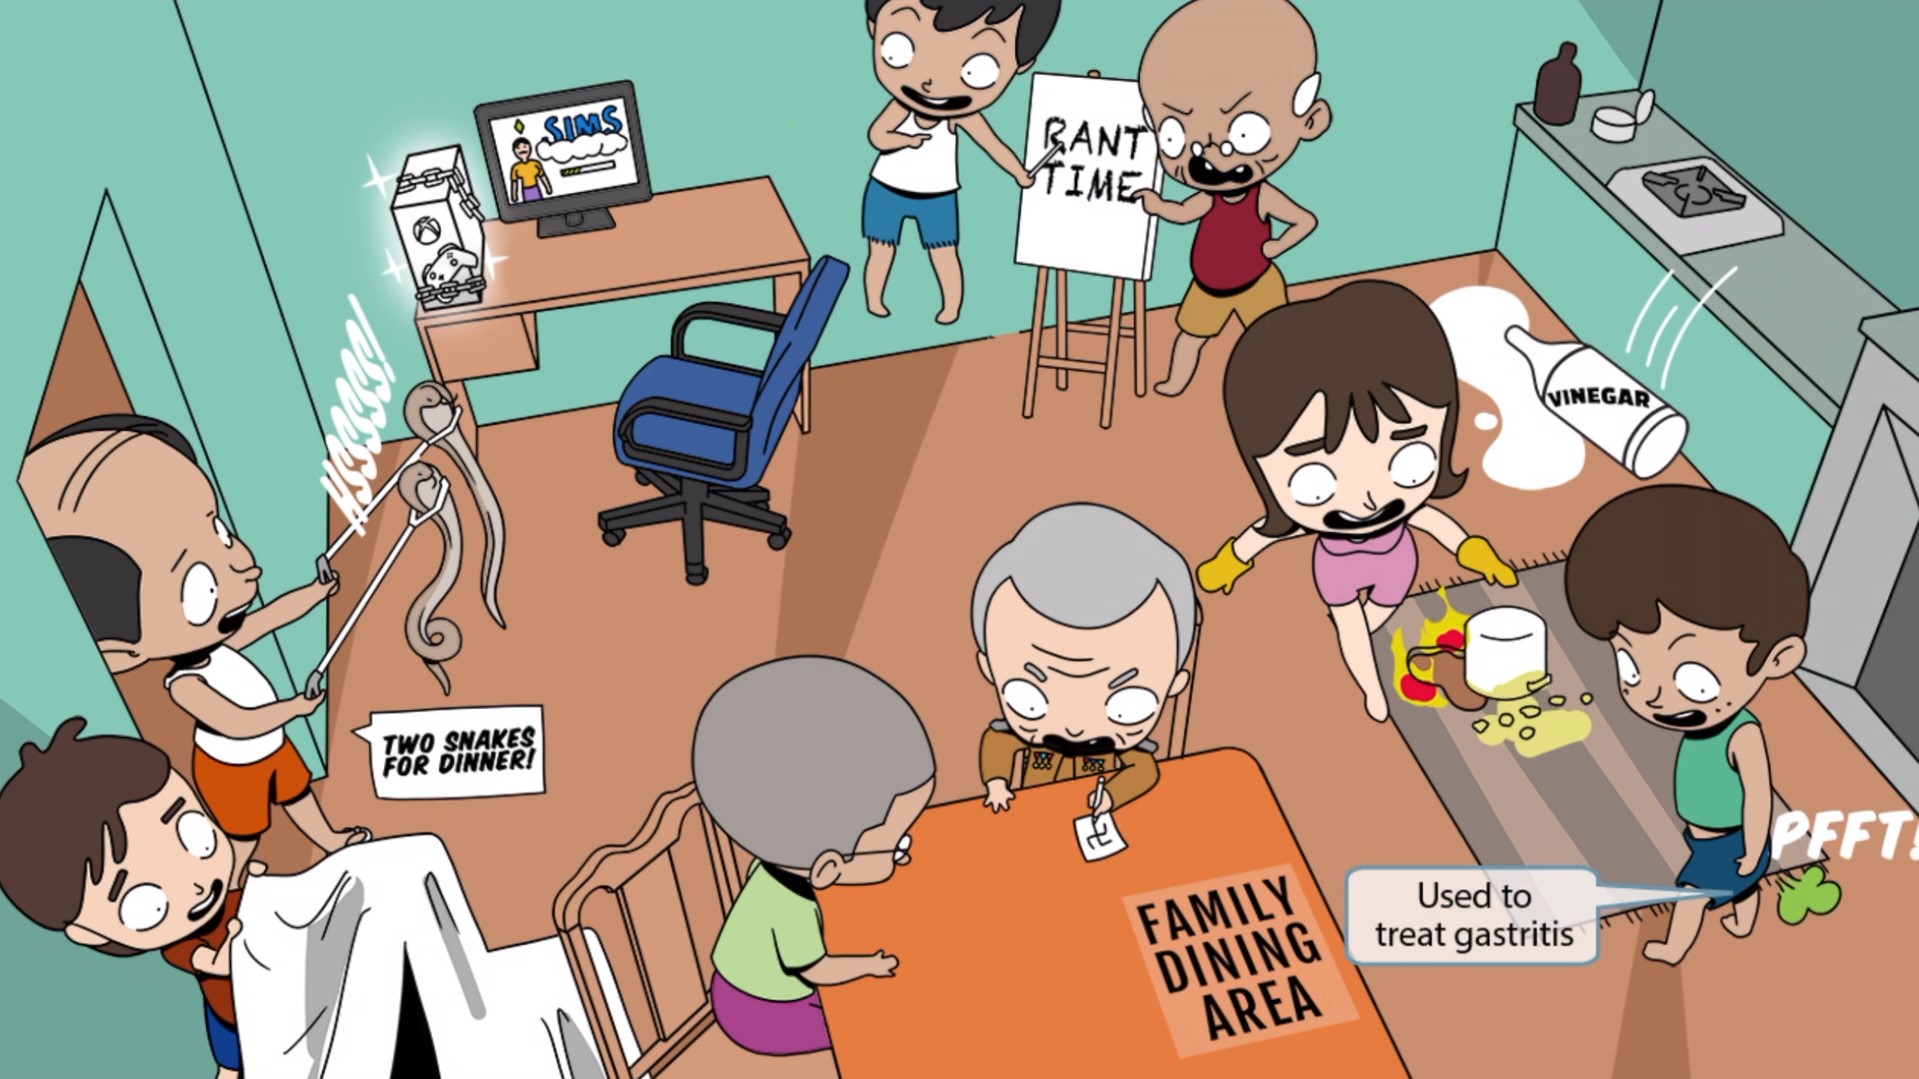 SIMS
RANT
TIME
HSSSSS!
VINEGAR
TWO SNAKES
FOR DINNER!
PFFT!
Used to
treat gastritis
FAMILY
DINING
AREA